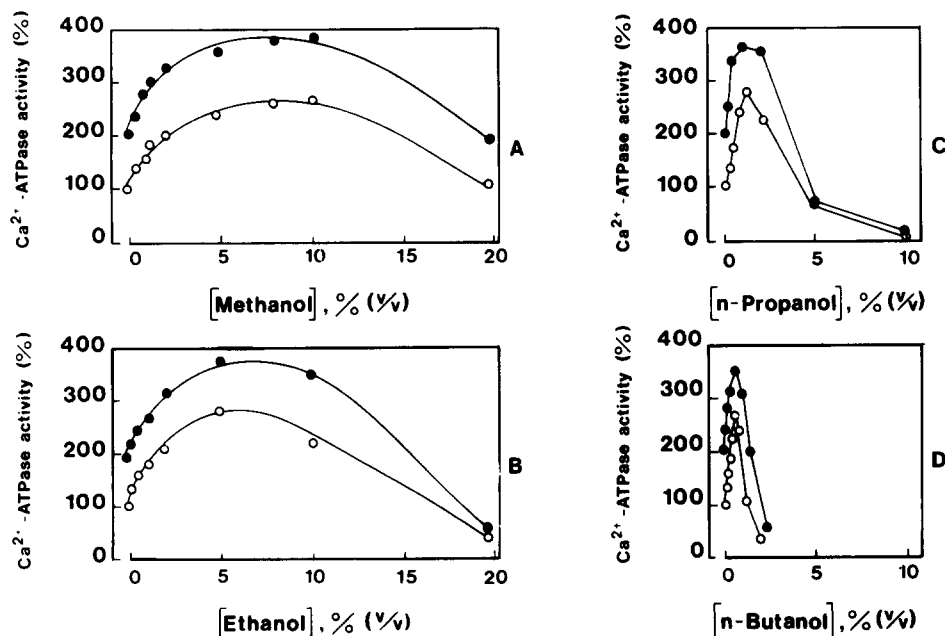 Ca²⁺ -ATPase activity (%)
400
300
200
100
0
0 5 10 15 20
[Methanol], % (v/v)
A
Ca²· -ATPase activity (%)
400
300
200
100
0
0 5 10 15 20
[Ethanol], % (v/v)
B
Ca²⁺ -ATPase activity (%)
400
300
200
100
0
0 5 10
[n-Propanol], % (v/v)
C
Ca²⁺ -ATPase activity (%)
400
300
200
100
0
0 5 10
[n-Butanol], % (v/v)
D